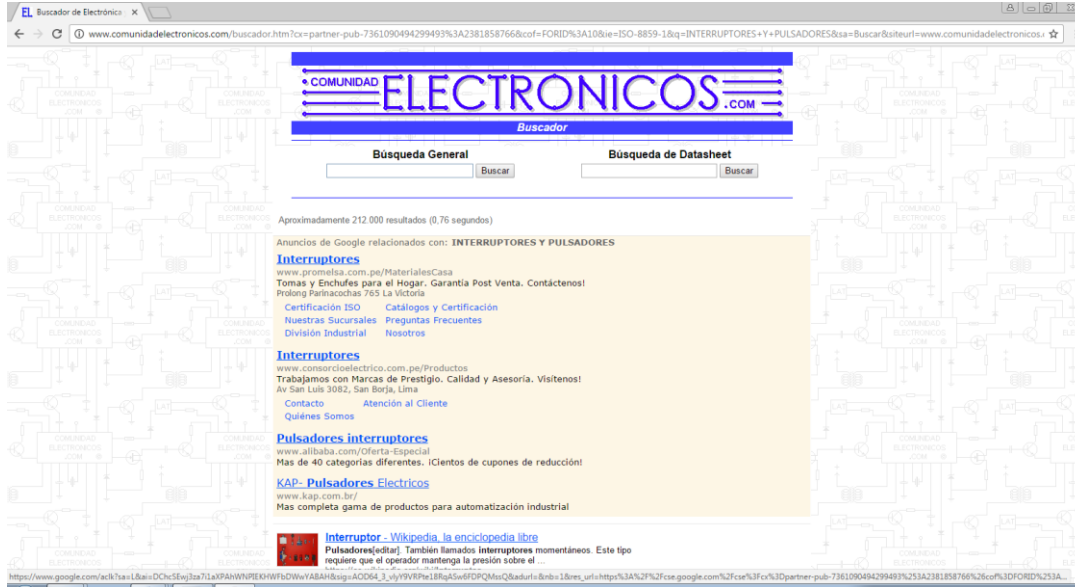 EL Buscador de Electrónica
www.comunidadelectronicos.com/buscador.htm?cx=partner-pub-7361090494299493%3A2381858766&cof=FORID%3A10&ie=ISO-8859-1&q=INTERRUPTORES+Y+PULSADORES&sa=Buscar&siteurl=www.comunidadelectronicos.
COMUNIDAD
ELECTRONICOS.COM
Buscador
Búsqueda General Búsqueda de Datasheet
Buscar Buscar
Aproximadamente 212.000 resultados (0,76 segundos)
Anuncios de Google relacionados con: INTERRUPTORES Y PULSADORES
Interruptores
www.promelsa.com.pe/MaterialesCasa
Tomas y Enchufes para el Hogar. Garantía Post Venta. Contáctenos!
Prolong Parinacochas 765 La Victoria
Certificación ISO Catálogos y Certificación
Nuestras Sucursales Preguntas Frecuentes
División Industrial Nosotros
Interruptores
www.consorcioelectrico.com.pe/Productos
Trabajamos con Marcas de Prestigio. Calidad y Asesoría. Visítenos!
Av San Luis 3082, San Borja, Lima
Contacto Atención al Cliente
Quiénes Somos
Pulsadores interruptores
www.alibaba.com/Oferta-Especial
Mas de 40 categorias diferentes. ¡Cientos de cupones de reducción!
KAP- Pulsadores Electricos
www.kap.com.br/
Mas completa gama de productos para automatización industrial
Interruptor - Wikipedia, la enciclopedia libre
Pulsadores[editar]. También llamados interruptores momentáneos. Este tipo
requiere que el operador mantenga la presión sobre el ...